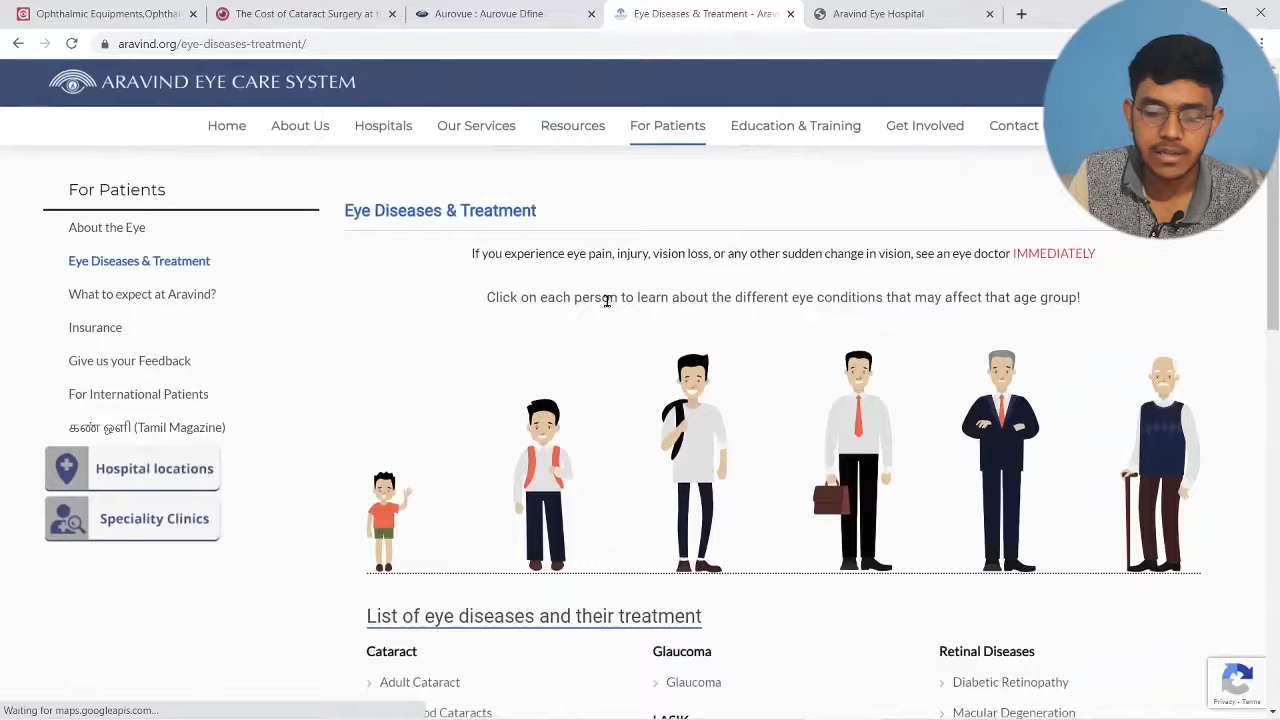 Ophthalmic Equipments,Ophthal
The Cost of Cataract Surgery at t
Aurovue : Aurovue Dfine
Eye Diseases & Treatment - Arav
Aravind Eye Hospital
aravind.org/eye-diseases-treatment/
ARAVIND EYE CARE SYSTEM
Home
About Us
Hospitals
Our Services
Resources
For Patients
Education & Training
Get Involved
Contact
For Patients
About the Eye
Eye Diseases & Treatment
What to expect at Aravind?
Insurance
Give us your Feedback
For International Patients
கண் ஒளி (Tamil Magazine)
Hospital locations
Speciality Clinics
Eye Diseases & Treatment
If you experience eye pain, injury, vision loss, or any other sudden change in vision, see an eye doctor IMMEDIATELY
Click on each person to learn about the different eye conditions that may affect that age group!
List of eye diseases and their treatment
Cataract
Adult Cataract
Cataracts
Glaucoma
Glaucoma
Retinal Diseases
Diabetic Retinopathy
Macular Degeneration
Privacy - Terms
Waiting for maps.googleapis.com...